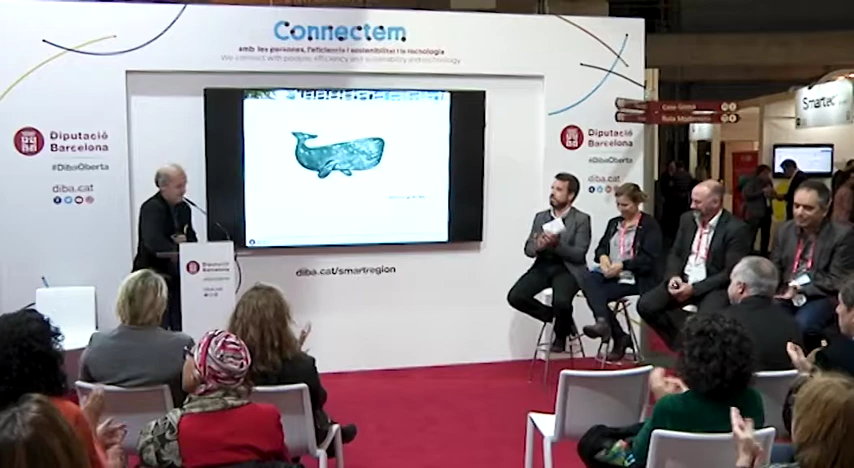 Connectem
amb les persones, l'eficiència i sostenibilitat i le tecnologia
We connect with people, efficiency and sustainability and technology
Diputació
Barcelona
#DibaOberta
diba.cat
Diputació
Barcelona
#DibaOberta
diba.cat
diba.cat/smartregion
Diputació
Barcelona
Smartec